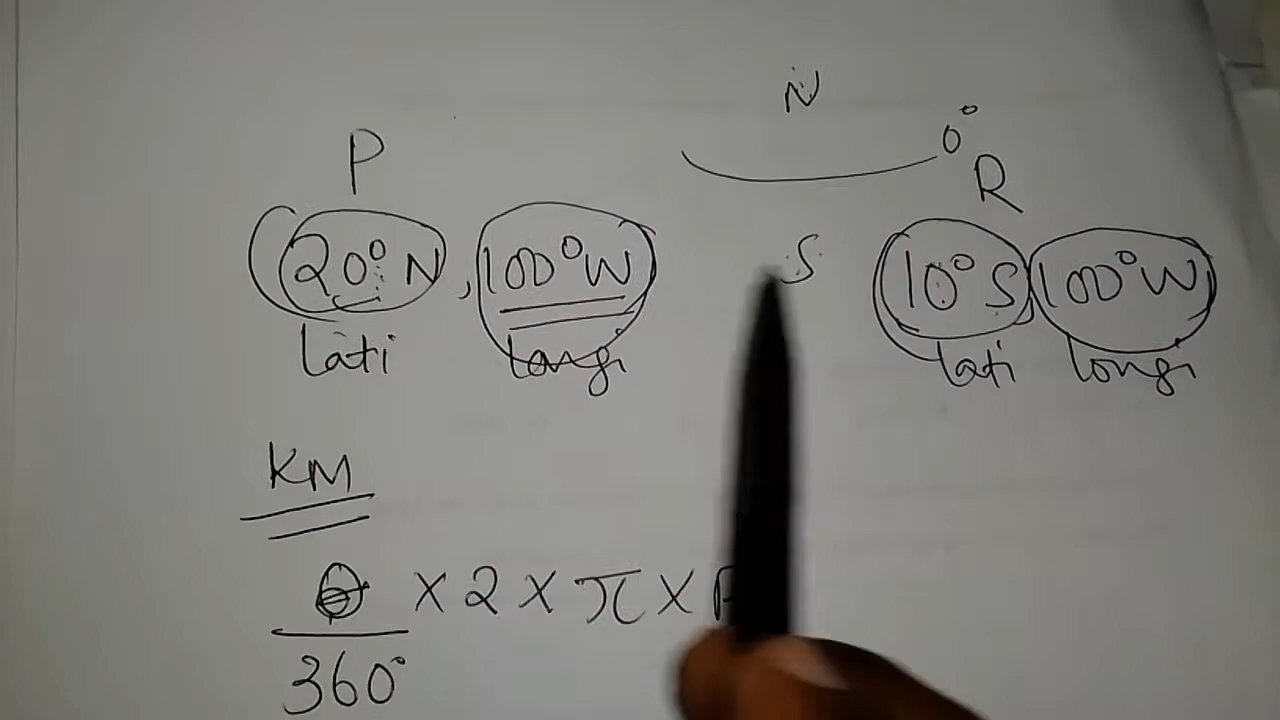 N
0°
P
R
(20°N, 100°W
S
10°S 100°W
lati longi
lati longi
KM
θ × 2 × π × R
360°